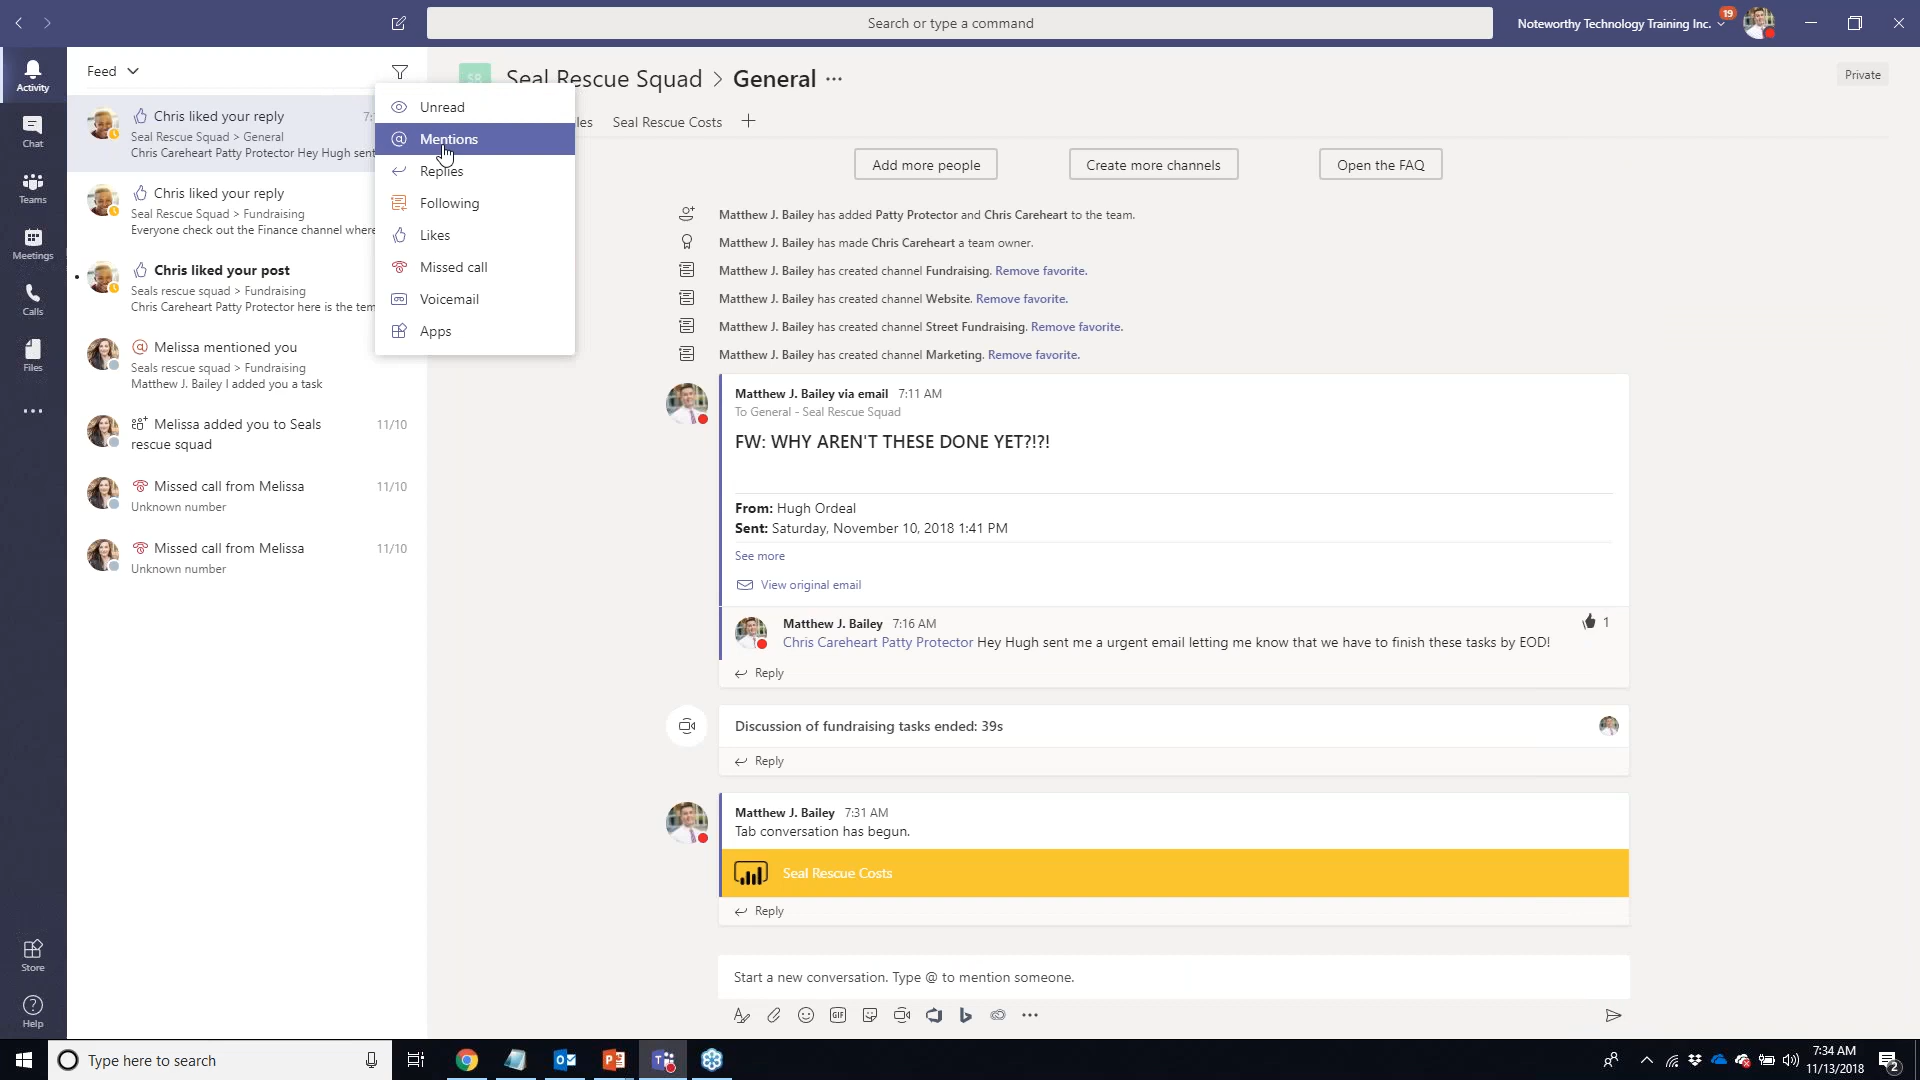 Search or type a command
Noteworthy Technology Training Inc.
19
Activity
Chat
Teams
Meetings
Calls
Files
Store
Help
Feed
Chris liked your reply
Seal Rescue Squad > General
Chris Careheart Patty Protector Hey Hugh sent
Chris liked your reply
Seal Rescue Squad > Fundraising
Everyone check out the Finance channel where
Chris liked your post
Seals rescue squad > Fundraising
Chris Careheart Patty Protector here is the tem
Melissa mentioned you
Seals rescue squad > Fundraising
Matthew J. Bailey I added you a task
Melissa added you to Seals 11/10
rescue squad
Missed call from Melissa 11/10
Unknown number
Missed call from Melissa 11/10
Unknown number
Unread
Mentions
Replies
Following
Likes
Missed call
Voicemail
Apps
Seal Rescue Squad > General ···
Private
Seal Rescue Costs
Add more people
Create more channels
Open the FAQ
Matthew J. Bailey has added Patty Protector and Chris Careheart to the team.
Matthew J. Bailey has made Chris Careheart a team owner.
Matthew J. Bailey has created channel Fundraising. Remove favorite.
Matthew J. Bailey has created channel Website. Remove favorite.
Matthew J. Bailey has created channel Street Fundraising. Remove favorite.
Matthew J. Bailey has created channel Marketing. Remove favorite.
Matthew J. Bailey via email 7:11 AM
To General - Seal Rescue Squad
FW: WHY AREN'T THESE DONE YET?!?!
From: Hugh Ordeal
Sent: Saturday, November 10, 2018 1:41 PM
See more
View original email
Matthew J. Bailey 7:16 AM
1
Chris Careheart Patty Protector Hey Hugh sent me a urgent email letting me know that we have to finish these tasks by EOD!
Reply
Discussion of fundraising tasks ended: 39s
Reply
Matthew J. Bailey 7:31 AM
Tab conversation has begun.
Seal Rescue Costs
Reply
Start a new conversation. Type @ to mention someone.
GIF
Type here to search
7:34 AM
11/13/2018
2